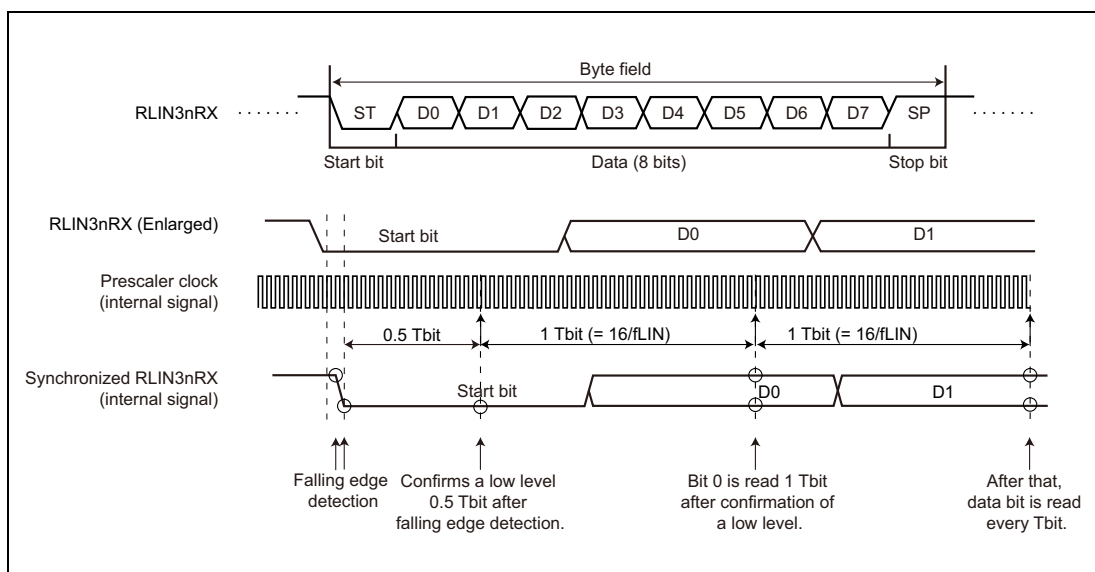 Byte field
RLIN3nRX ST D0 D1 D2 D3 D4 D5 D6 D7 SP
Start bit Data (8 bits) Stop bit
RLIN3nRX (Enlarged) Start bit D0 D1
Prescaler clock
(internal signal)
0.5 Tbit 1 Tbit (= 16/fLIN) 1 Tbit (= 16/fLIN)
Synchronized RLIN3nRX
(internal signal)
Start bit D0 D1
Falling edge
detection
Confirms a low level
0.5 Tbit after
falling edge detection.
Bit 0 is read 1 Tbit
after confirmation of
a low level.
After that,
data bit is read
every Tbit.